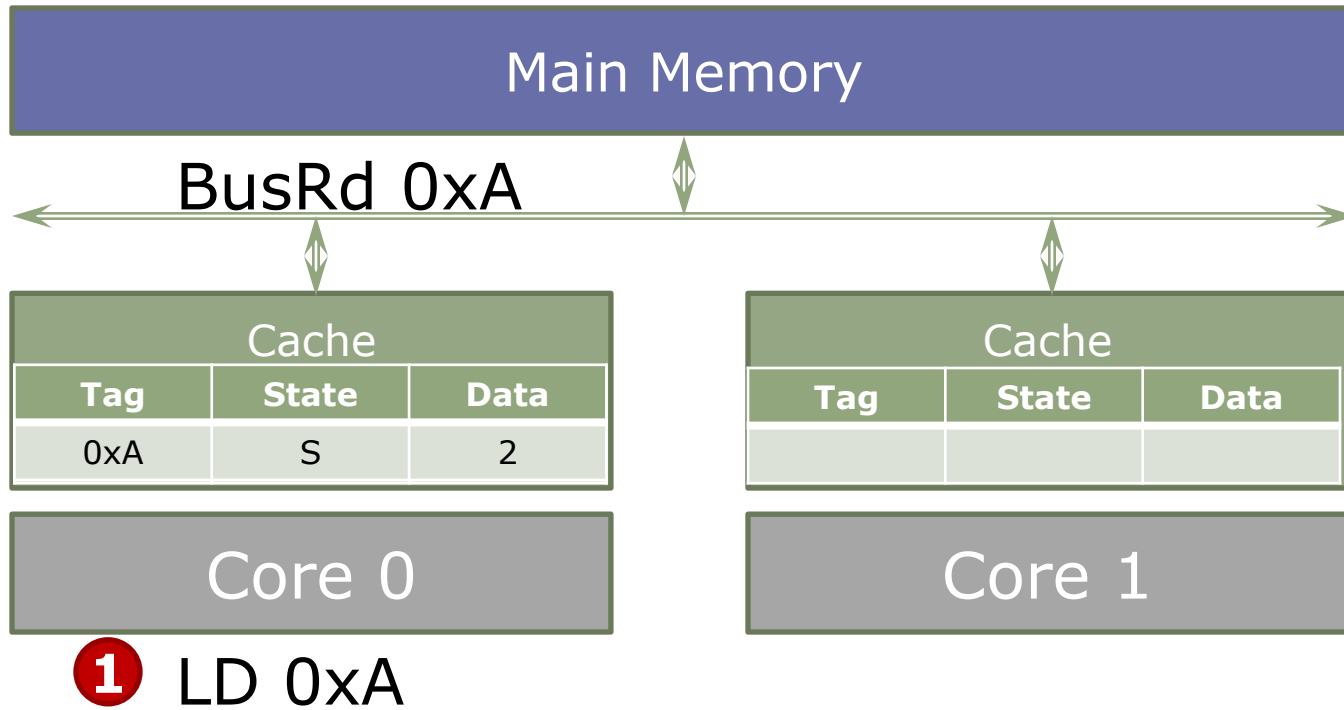 Main Memory
BusRd 0xA
Cache
Tag State Data
0xA S 2
Cache
Tag State Data
Core 0
Core 1
1 LD 0xA